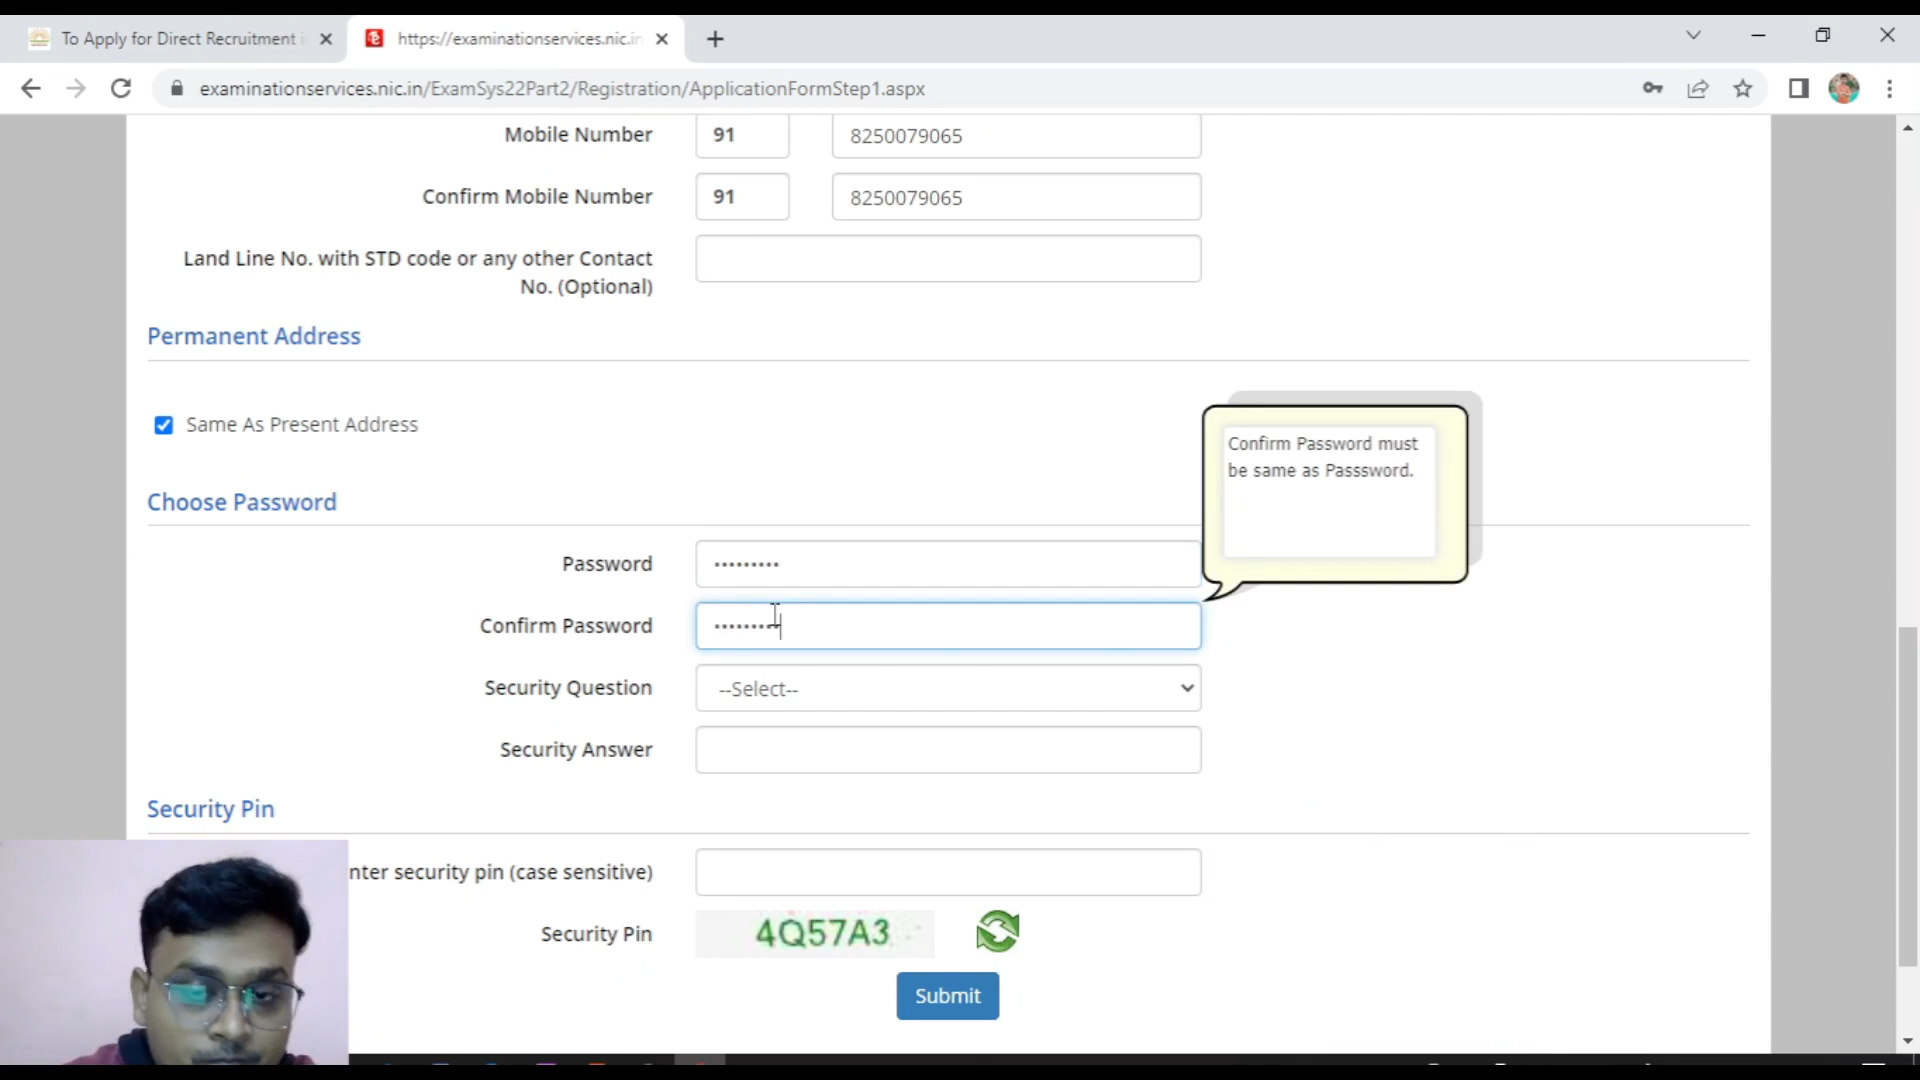 To Apply for Direct Recruitment i
https://examinationservices.nic.in
examinationservices.nic.in/ExamSys22Part2/Registration/ApplicationFormStep1.aspx
Mobile Number 91 8250079065
Confirm Mobile Number 91 8250079065
Land Line No. with STD code or any other Contact
No. (Optional)
Permanent Address
Same As Present Address
Confirm Password must
be same as Passsword.
Choose Password
Password •••••••••
Confirm Password •••••••••
Security Question --Select--
Security Answer
Security Pin
nter security pin (case sensitive)
Security Pin 4Q57A3
Submit